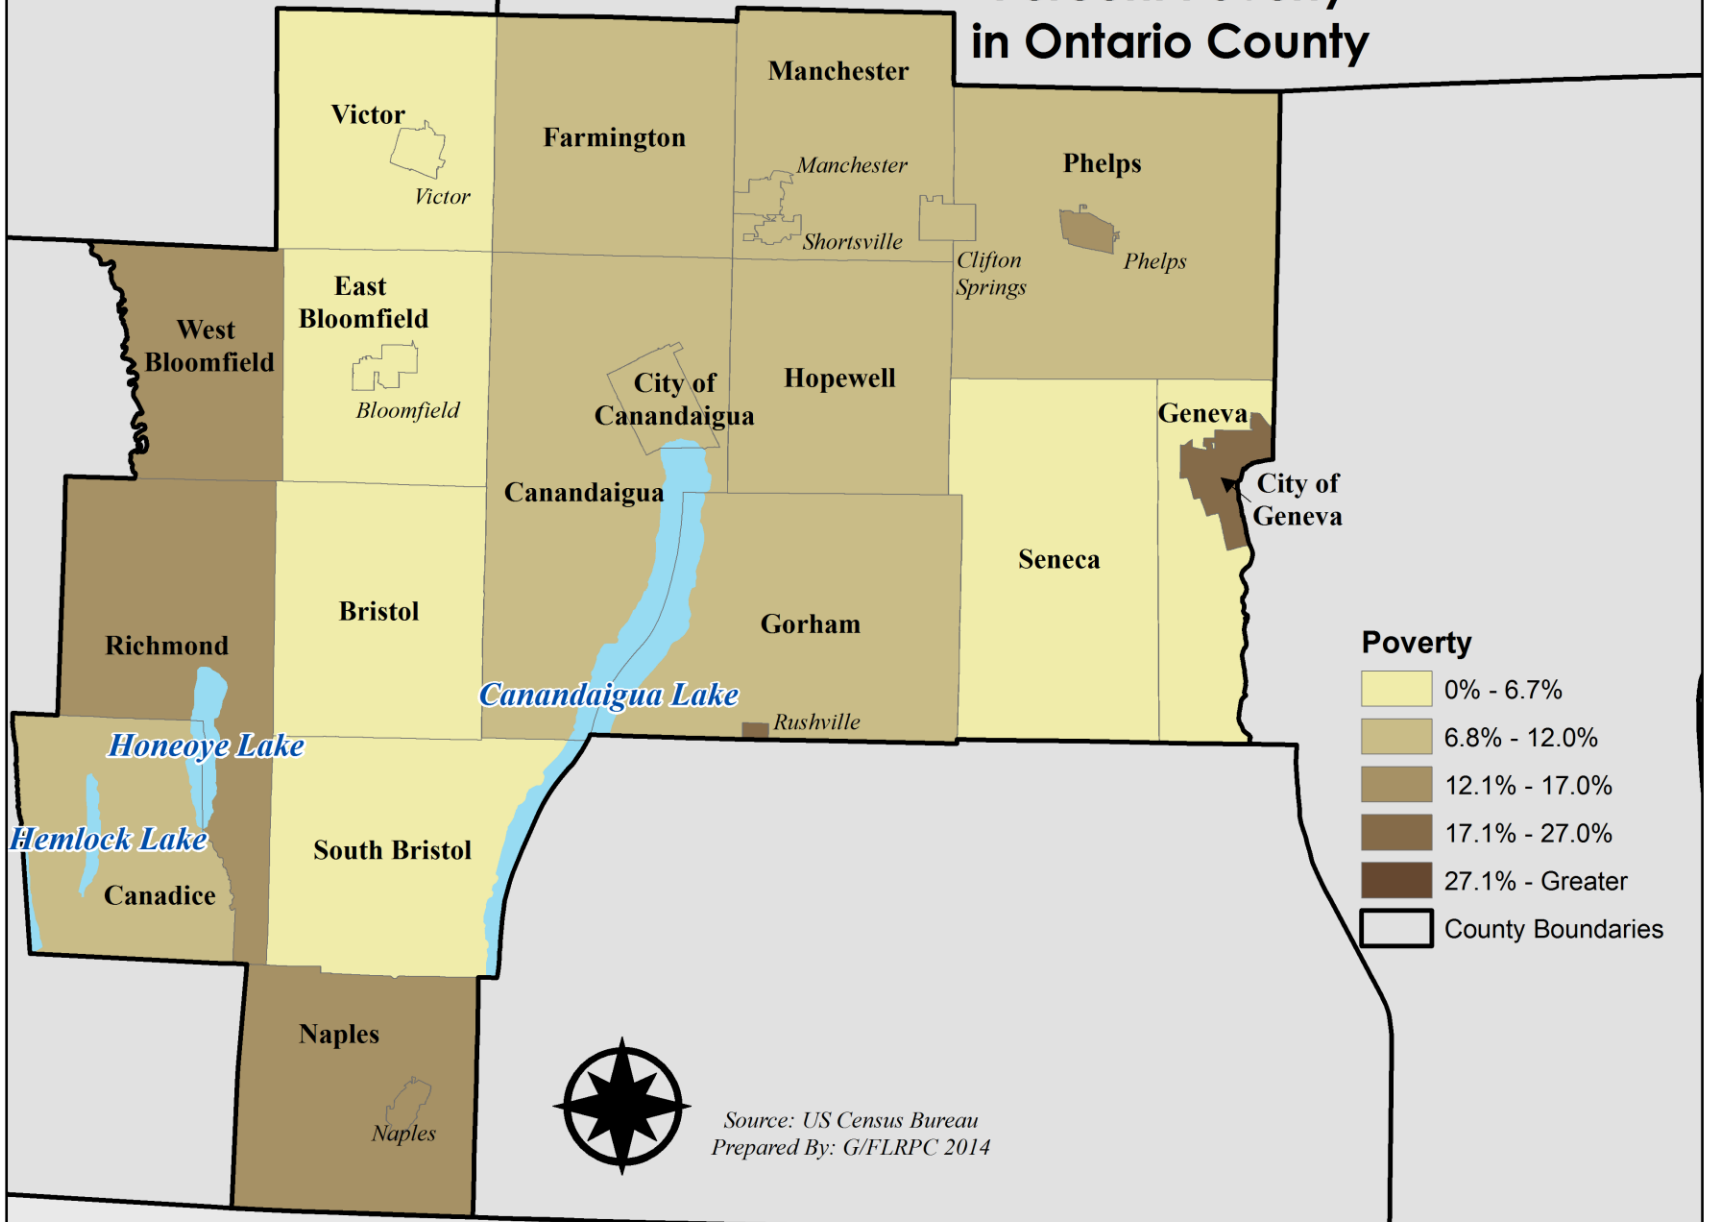 in Ontario County
Manchester
Victor
Farmington
Phelps
Manchester
Victor
Shortsville
Clifton
Springs
Phelps
East
Bloomfield
West
Bloomfield
City of
Canandaigua
Hopewell
Bloomfield
Geneva
City of
Geneva
Canandaigua
Seneca
Bristol
Gorham
Richmond
Canandaigua Lake
Rushville
Honeoye Lake
Hemlock Lake
South Bristol
Canadice
Naples
Naples
Poverty
0% - 6.7%
6.8% - 12.0%
12.1% - 17.0%
17.1% - 27.0%
27.1% - Greater
County Boundaries
Source: US Census Bureau
Prepared By: G/FLRPC 2014